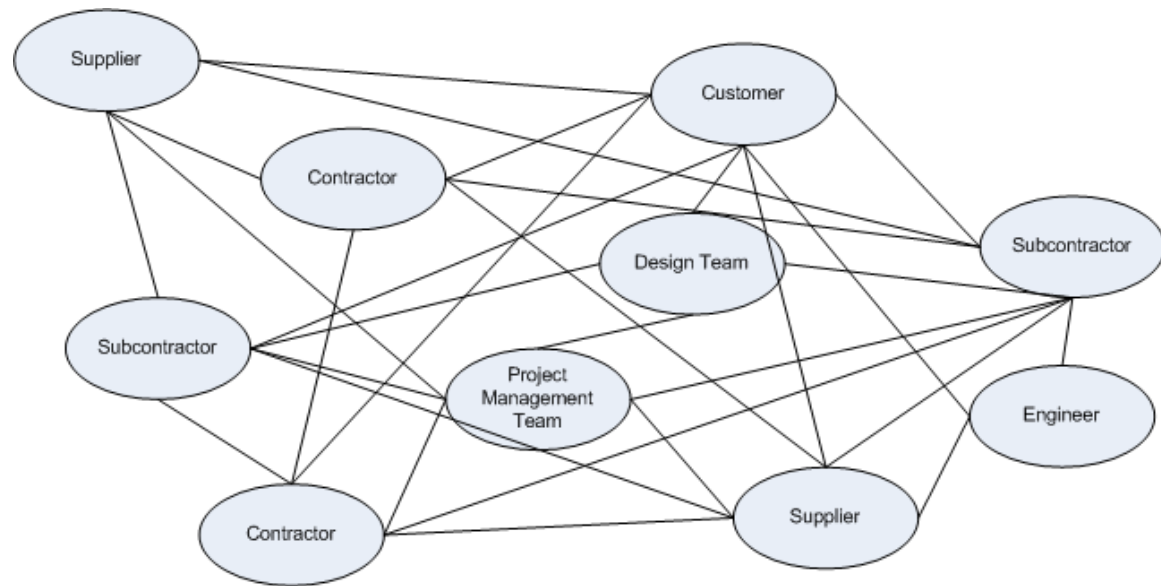 Supplier
Customer
Contractor
Subcontractor
Design Team
Subcontractor
Project
Management
Team
Engineer
Supplier
Contractor